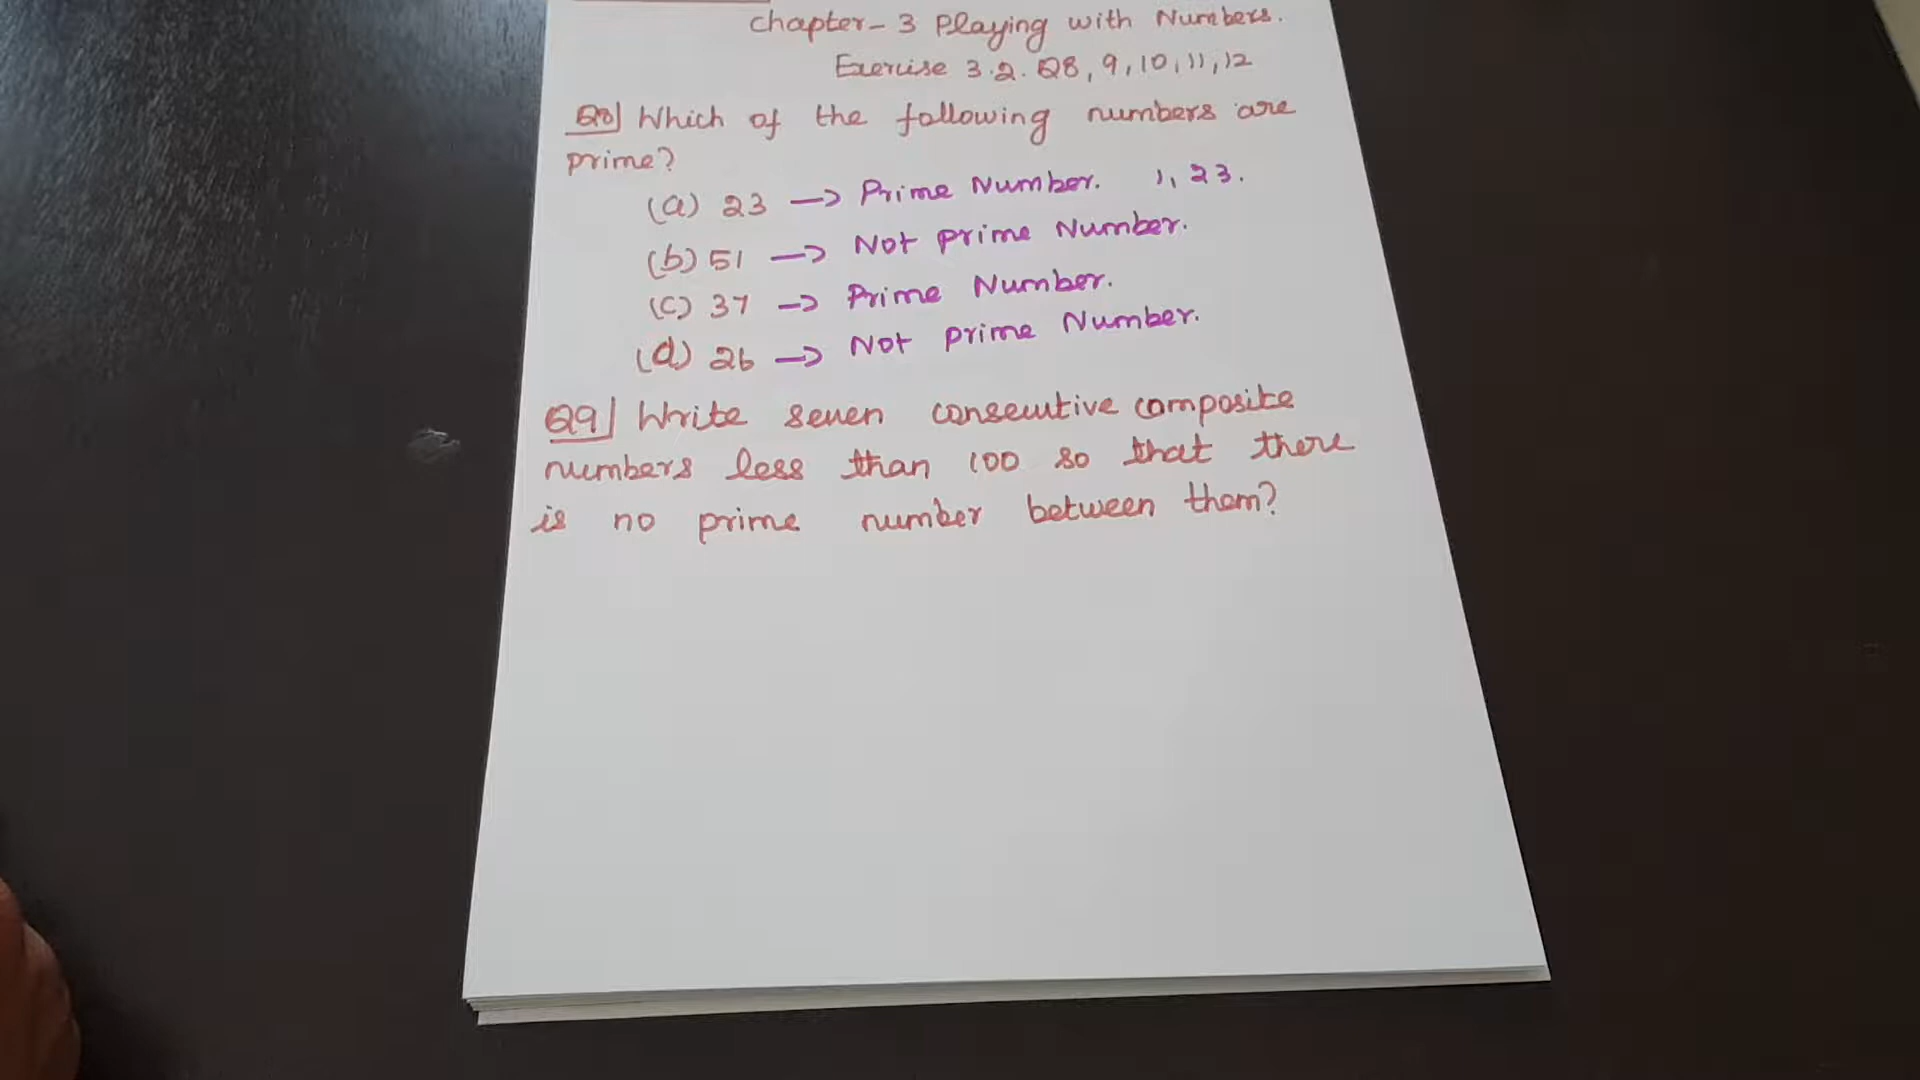 Chapter - 3 Playing with Numbers.
Exercise 3.2. Q8, 9, 10, 11, 12
Q8) Which of the following numbers are
prime?
(a) 23 → Prime Number. 1, 23.
(b) 51 → Not prime Number.
(c) 37 → Prime Number.
(d) 26 → Not prime Number.
Q9) Write seven consecutive composite
numbers less than 100 so that there
is no prime number between them?